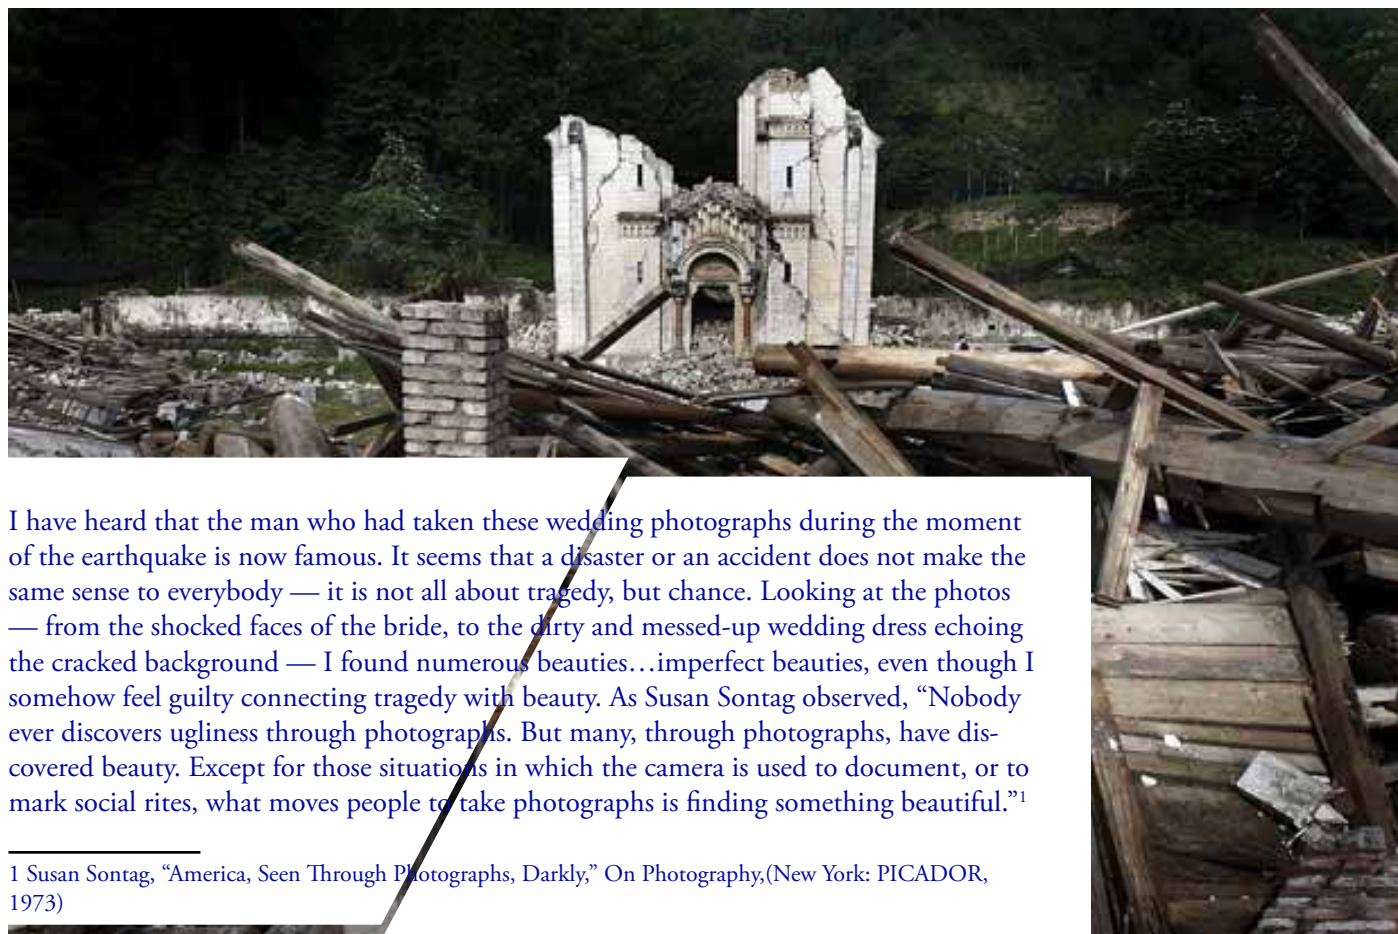 I have heard that the man who had taken these wedding photographs during the moment
of the earthquake is now famous. It seems that a disaster or an accident does not make the
same sense to everybody — it is not all about tragedy, but chance. Looking at the photos
— from the shocked faces of the bride, to the dirty and messed-up wedding dress echoing
the cracked background — I found numerous beauties…imperfect beauties, even though I
somehow feel guilty connecting tragedy with beauty. As Susan Sontag observed, “Nobody
ever discovers ugliness through photographs. But many, through photographs, have dis-
covered beauty. Except for those situations in which the camera is used to document, or to
mark social rites, what moves people to take photographs is finding something beautiful.”1
1 Susan Sontag, “America, Seen Through Photographs, Darkly,” On Photography,(New York: PICADOR,
1973)